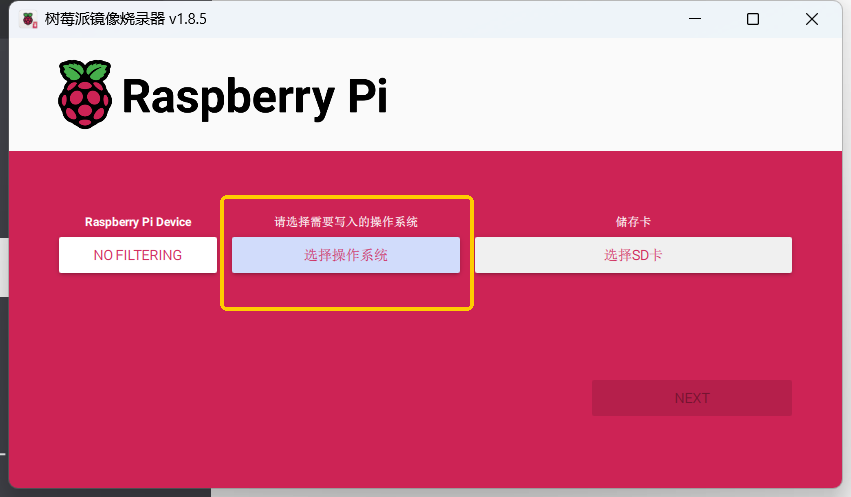 树莓派镜像烧录器 v1.8.5
Raspberry Pi
Raspberry Pi Device
请选择需要写入的操作系统
储存卡
NO FILTERING
选择操作系统
选择SD卡
NEXT